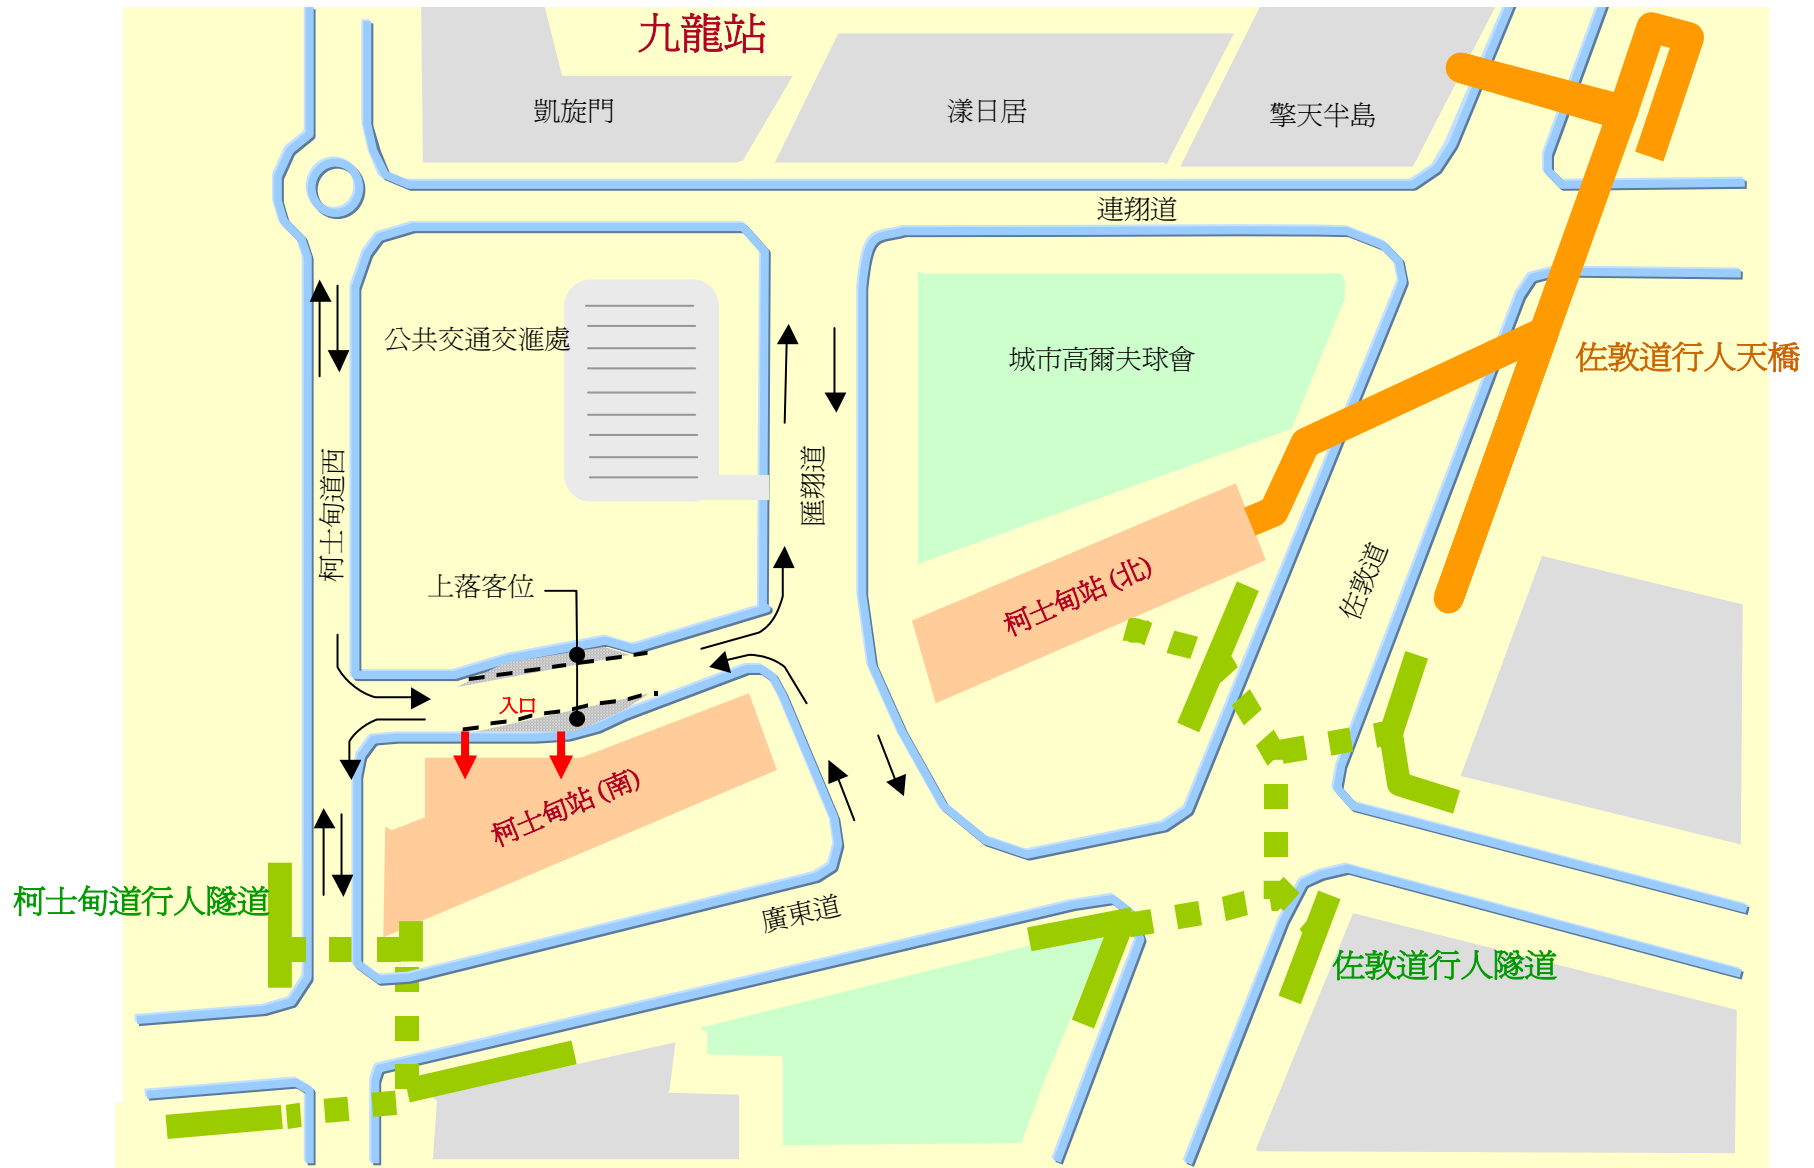 九龍站
凱旋門
漾日居
擎天半島
連翔道
公共交通交滙處
城市高爾夫球會
佐敦道行人天橋
柯士甸道西
匯翔道
佐敦道
上落客位
柯士甸站(北)
入口
柯士甸站(南)
柯士甸道行人隧道
廣東道
佐敦道行人隧道